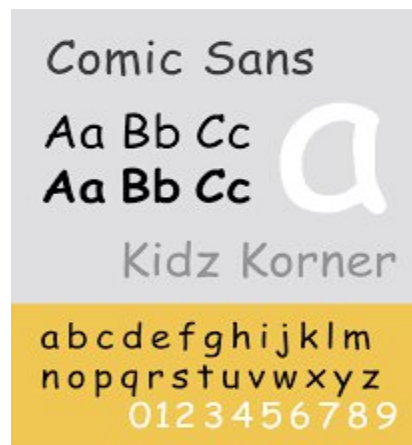 Comic Sans
Aa Bb Cc
Aa Bb Cc
a
Kidz Korner
abcdefghijklm
nopqrstuvwxyz
0123456789